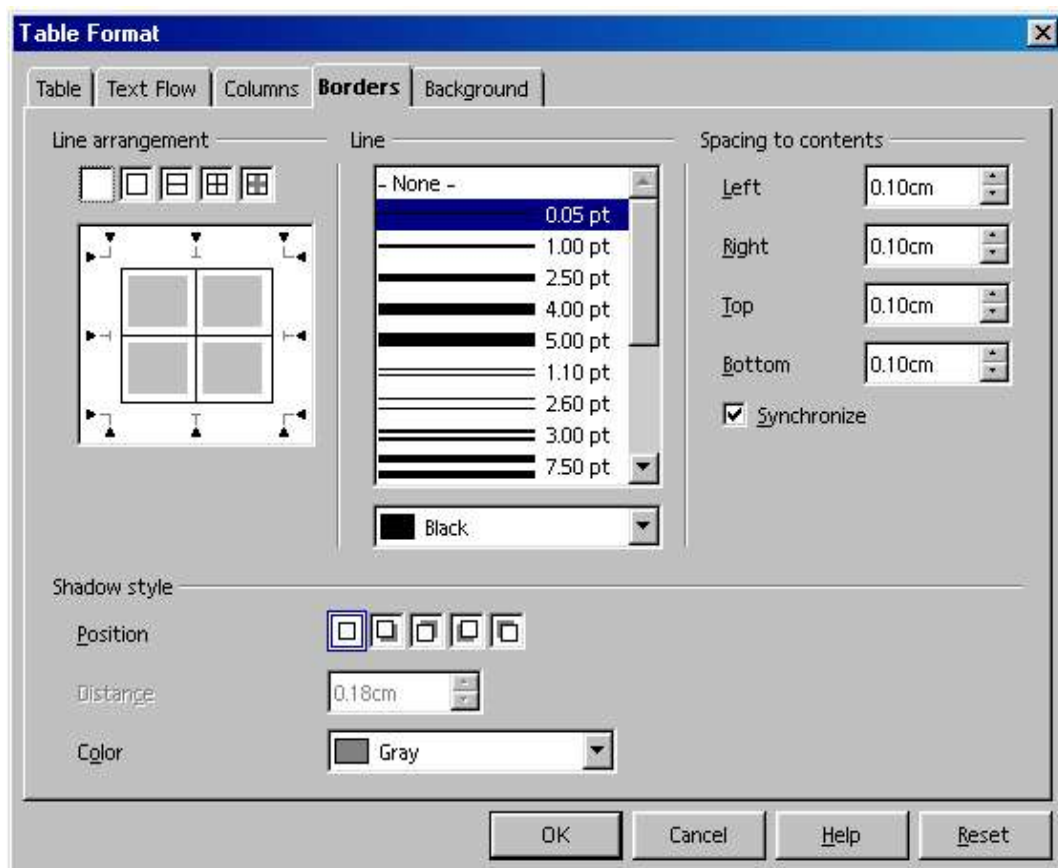 Table Format
Table Text Flow Columns Borders Background
Line arrangement
Line
- None -
0.05 pt
1.00 pt
2.50 pt
4.00 pt
5.00 pt
1.10 pt
2.60 pt
3.00 pt
7.50 pt
Black
Spacing to contents
Left 0.10cm
Right 0.10cm
Top 0.10cm
Bottom 0.10cm
Synchronize
Shadow style
Position
Distance 0.18cm
Color Gray
OK Cancel Help Reset